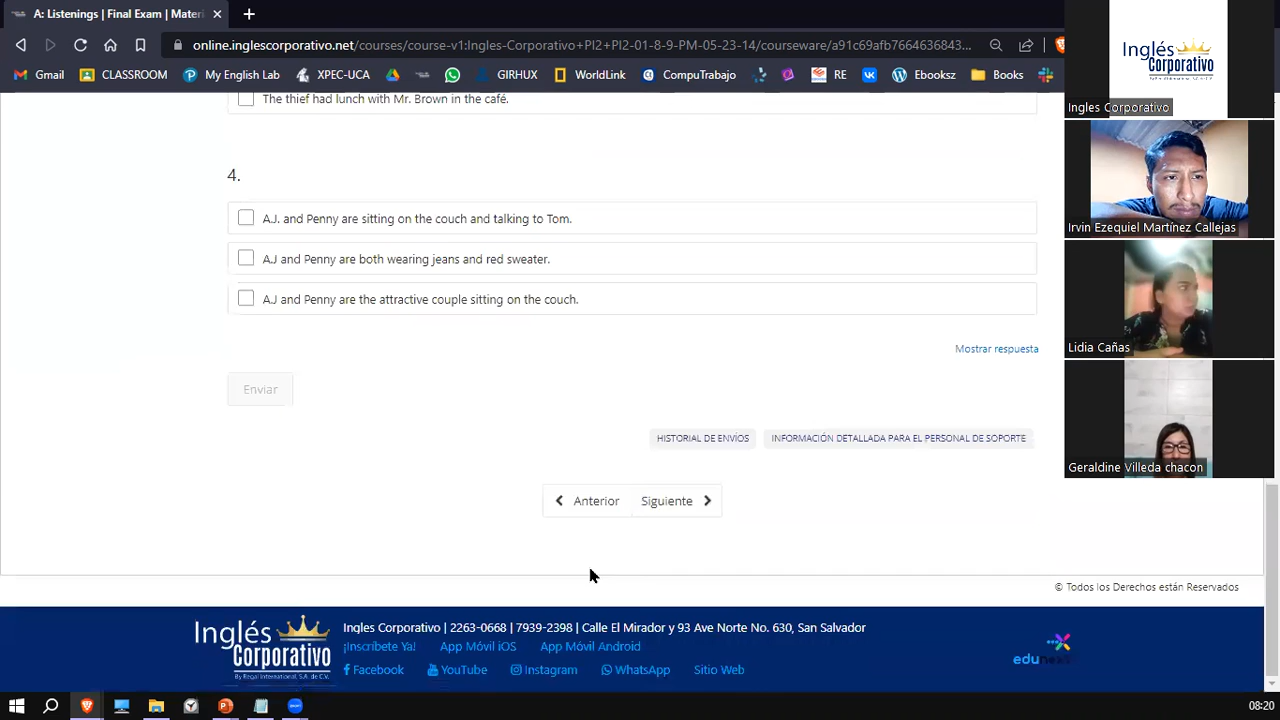 A: Listenings | Final Exam | Materi
online.inglescorporativo.net/courses/course-v1:Ingles-Corporativo+PI2+PI2-01-8-9-PM-05-23-14/courseware/a91c69afb7664636843...
Gmail CLASSROOM My English Lab XPECUCA BHUX WorldLink CompuTrabajo RE Worksz Books
The thief had lunch with Mr. Brown in the café.
4.
A.J. and Penny are sitting on the couch and talking to Tom.
A.J and Penny are both wearing jeans and red sweater.
A.J and Penny are the attractive couple sitting on the couch.
Mostrar respuesta
Enviar
HISTORIAL DE ENVÍOS INFORMACIÓN DETALLADA PARA EL PERSONAL DE SOPORTE
Anterior Siguiente
© Todos los Derechos están Reservados
Inglés Corporativo
By Regal International, S.A. de C.V.
Ingles Corporativo | 2263-0668 | 7939-2398 | Calle El Mirador y 93 Ave Norte No. 630, San Salvador
¡Inscríbete Ya! App Móvil iOS App Móvil Android
Facebook YouTube Instagram WhatsApp Sitio Web
Inglés Corporativo
Ingles Corporativo
Irvin Ezequiel Martínez Callejas
Lidia Cañas
Geraldine Villeda chacon
08:20